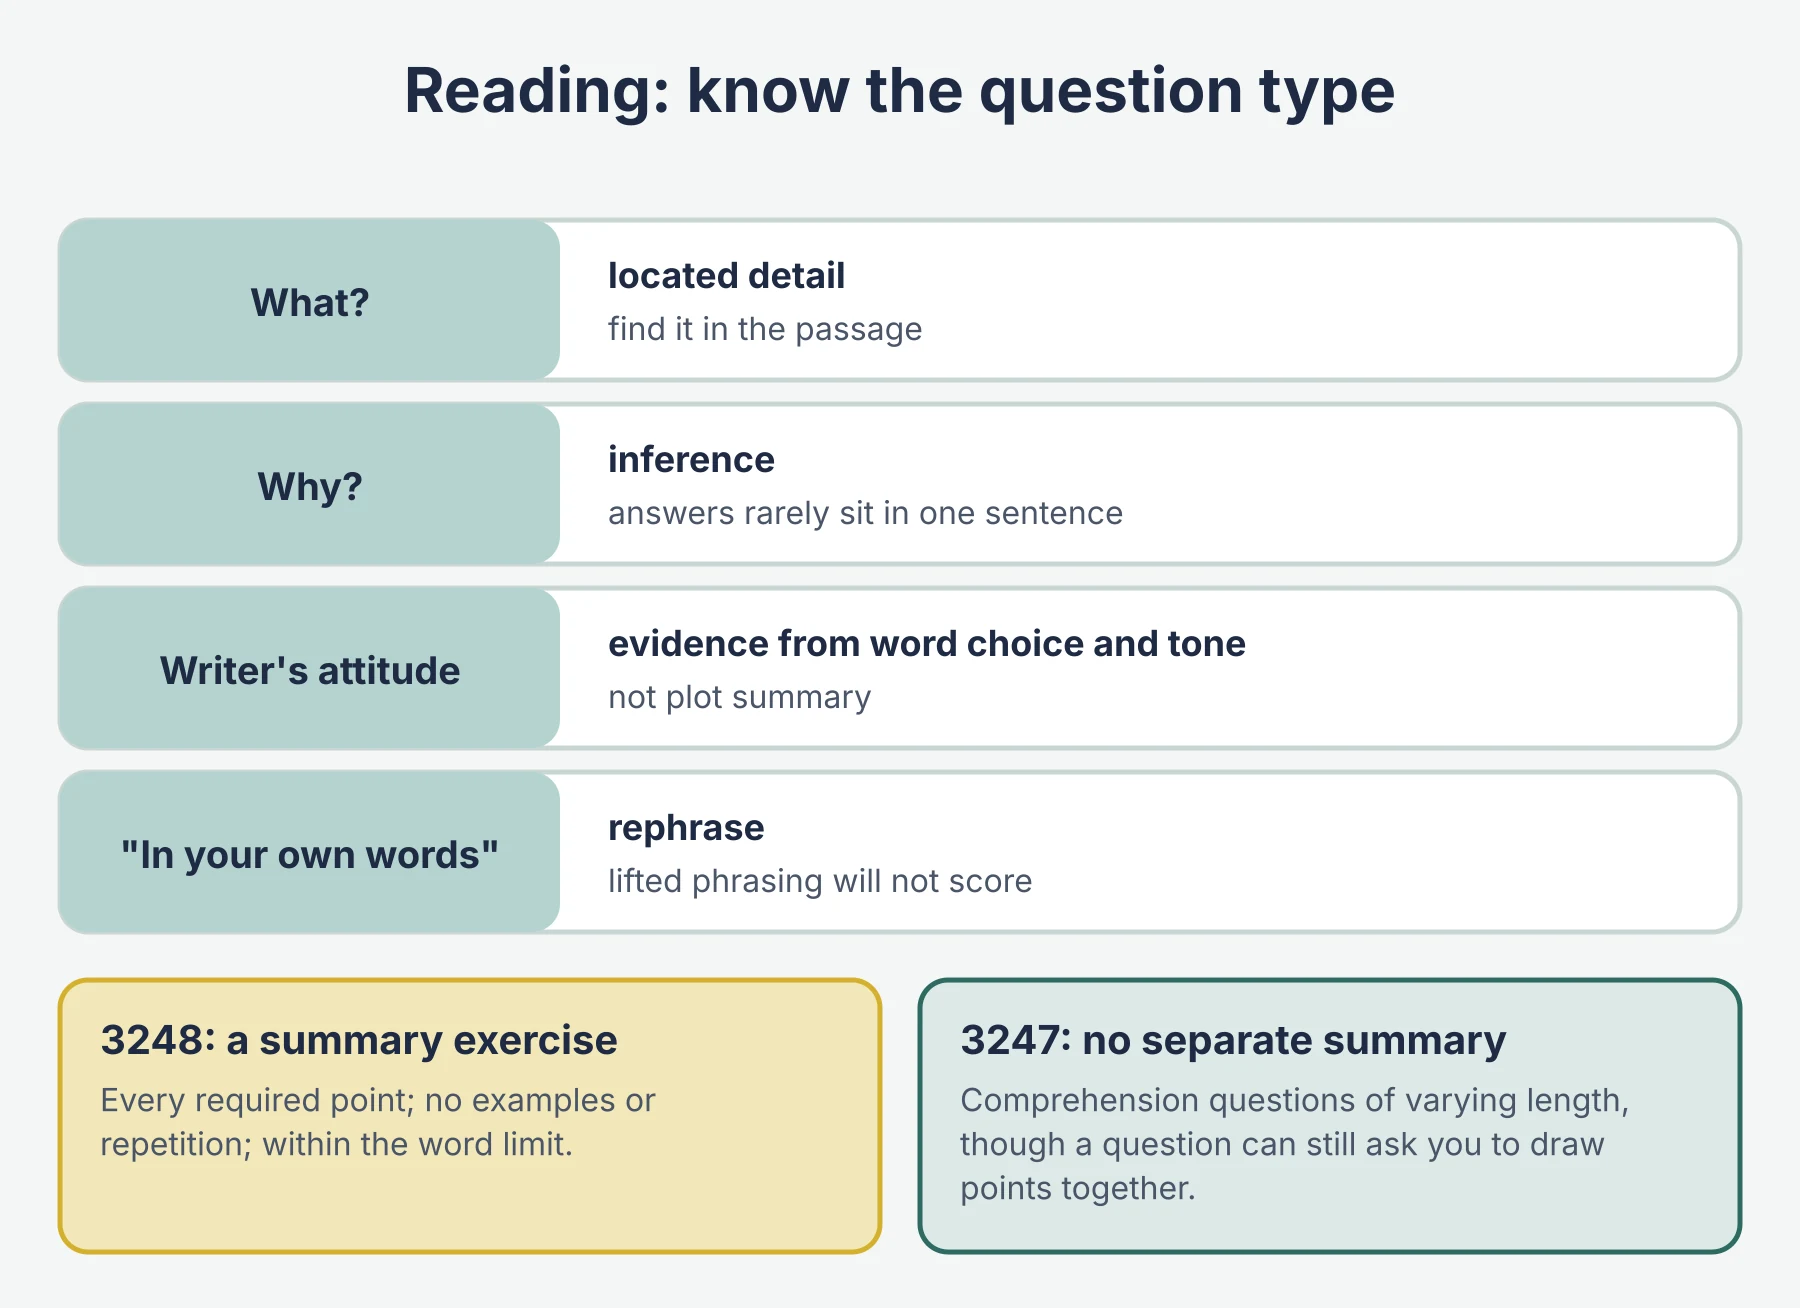 Reading: know the question type
What?
located detail
find it in the passage
Why?
inference
answers rarely sit in one sentence
Writer's attitude
evidence from word choice and tone
not plot summary
"In your own words"
rephrase
lifted phrasing will not score
3248: a summary exercise
Every required point; no examples or
repetition; within the word limit.
3247: no separate summary
Comprehension questions of varying length,
though a question can still ask you to draw
points together.